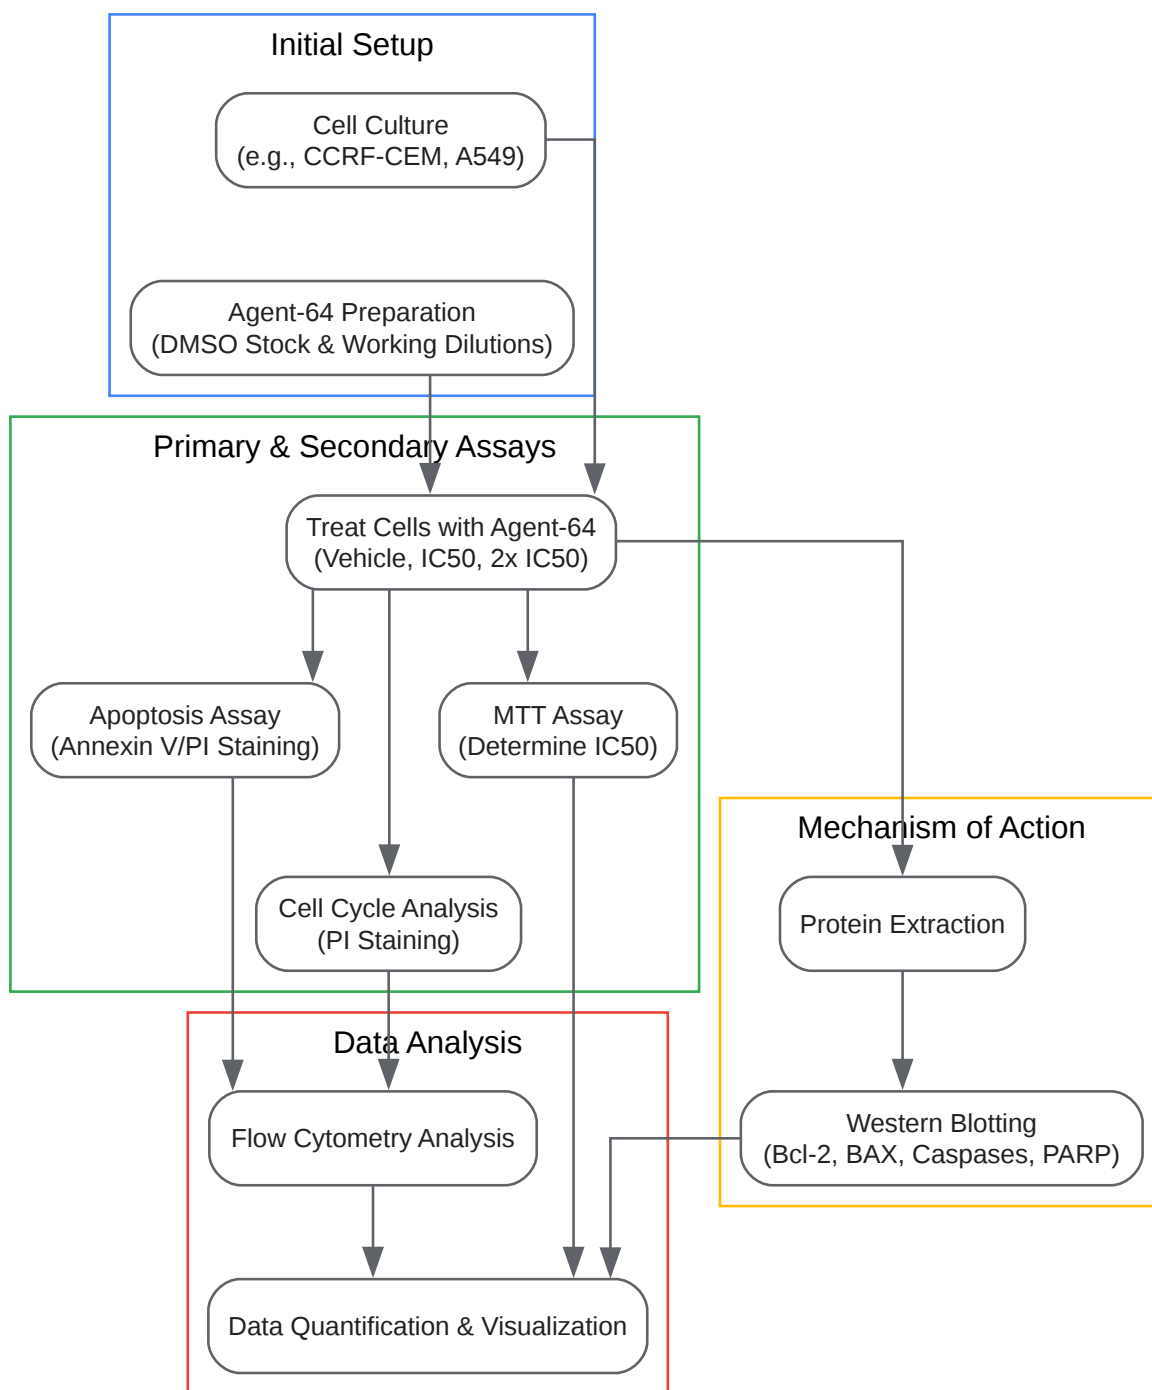 Initial Setup
Cell Culture
(e.g., CCRF-CEM, A549)
Agent-64 Preparation
(DMSO Stock & Working Dilutions)
Primary & Secondary Assays
Treat Cells with Agent-64
(Vehicle, IC50, 2x IC50)
Apoptosis Assay
(Annexin V/PI Staining)
MTT Assay
(Determine IC50)
Mechanism of Action
Cell Cycle Analysis
(PI Staining)
Protein Extraction
Data Analysis
Flow Cytometry Analysis
Western Blotting
(Bcl-2, BAX, Caspases, PARP)
Data Quantification & Visualization